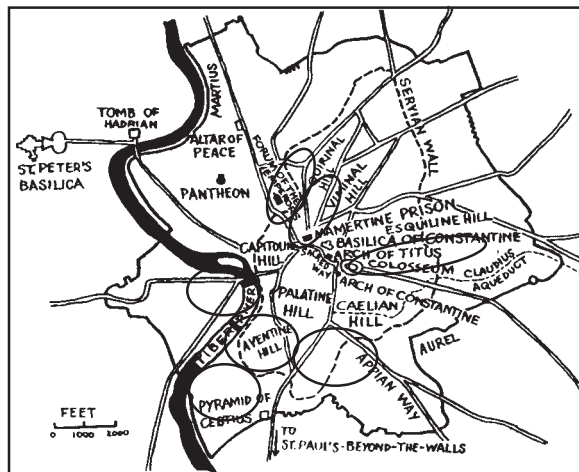 TOMB OF
HADRIAN
ST. PETER'S
BASILICA
MARTIUS
ALTAR OF
PEACE
PANTHEON
FORUM OF THE
QUIRINAL
HILL
VIMINAL
HILL
SERVIAN WALL
MAMERTINE PRISON
ESQUILINE HILL
CAPITOLINE
HILL
SACRED
WAY
BASILICA OF CONSTANTINE
ARCH OF TITUS
COLOSSEUM
CLAUDIUS
AQUEDUCT
ARCH OF CONSTANTINE
PALATINE
HILL
CAELIAN
HILL
TIBER RIVER
AVENTINE
HILL
AUREL
APPIAN WAY
PYRAMID OF
CESTIUS
FEET
0 1000 2000
TO
ST. PAUL'S-BEYOND-THE-WALLS